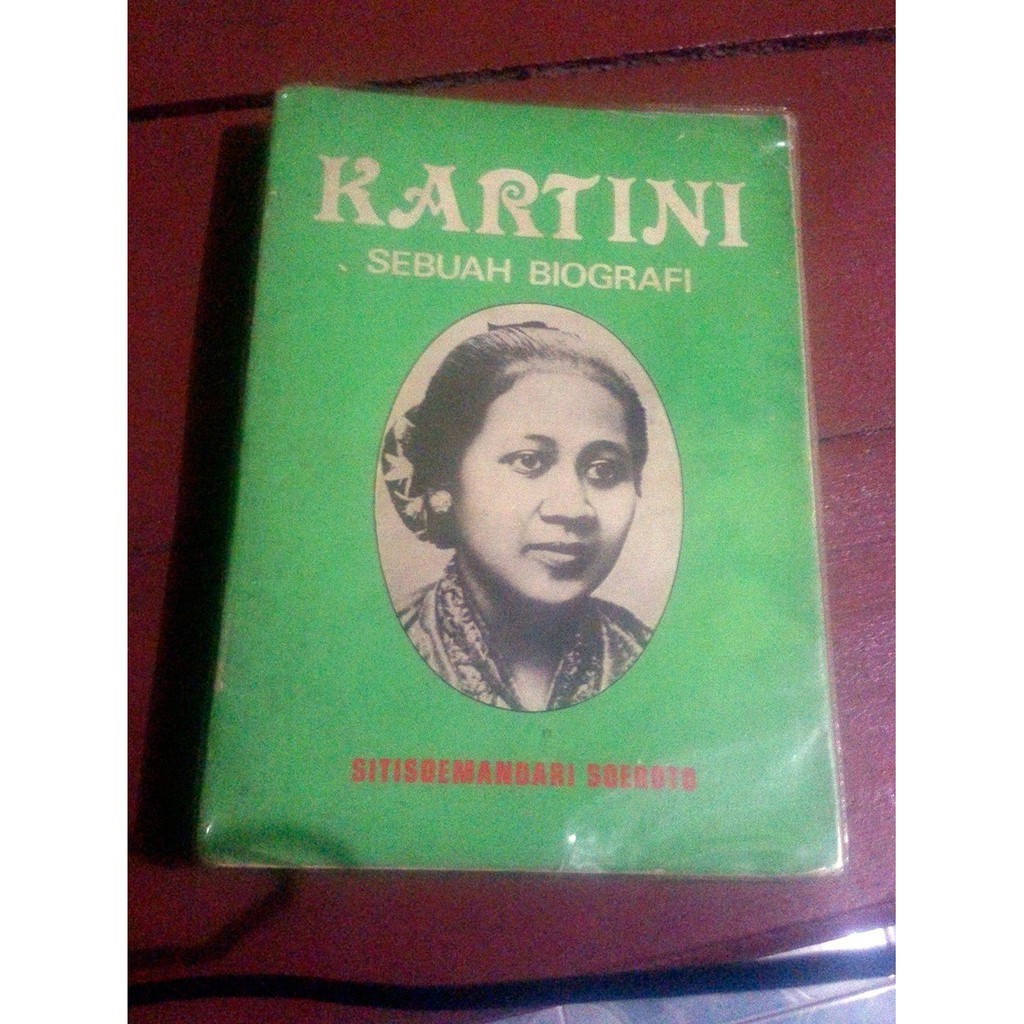 KARTINI
SEBUAH BIOGRAFI
SITISOEMANDARI SOEROTO